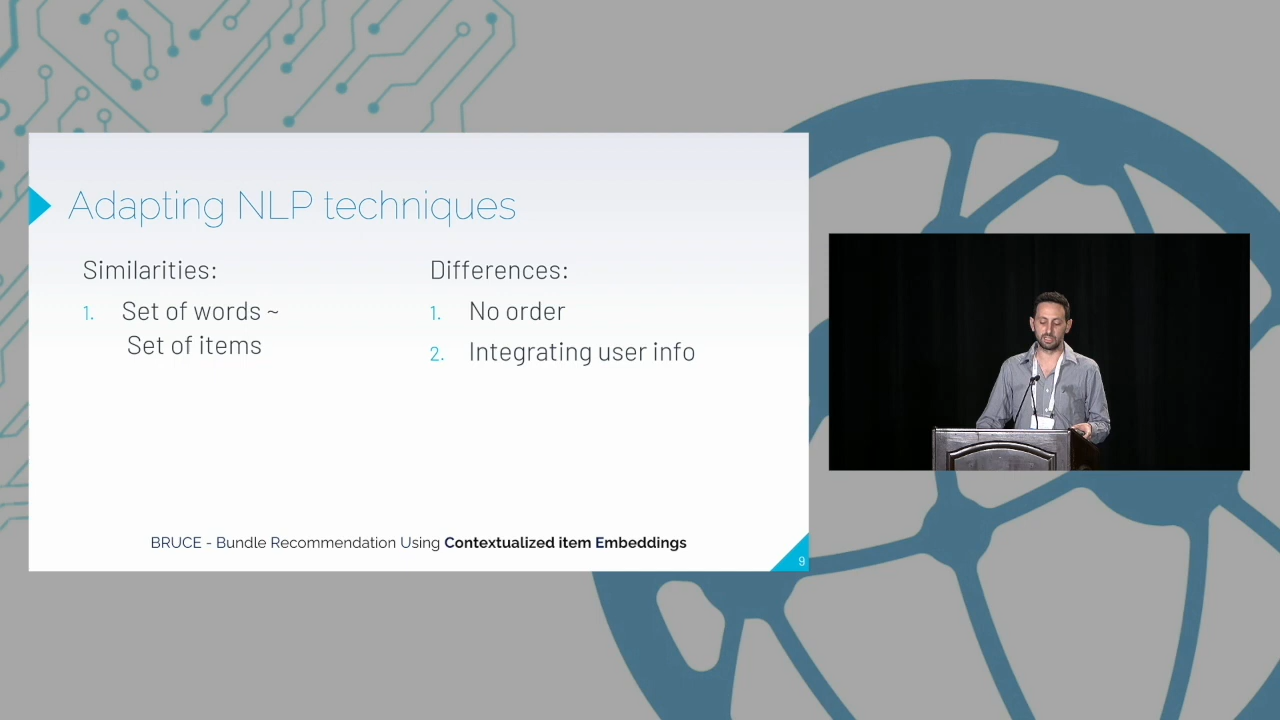 Adapting NLP techniques
Similarities:
1. Set of words ~
Set of items
Differences:
1. No order
2. Integrating user info
BRUCE - Bundle Recommendation Using Contextualized item Embeddings
9